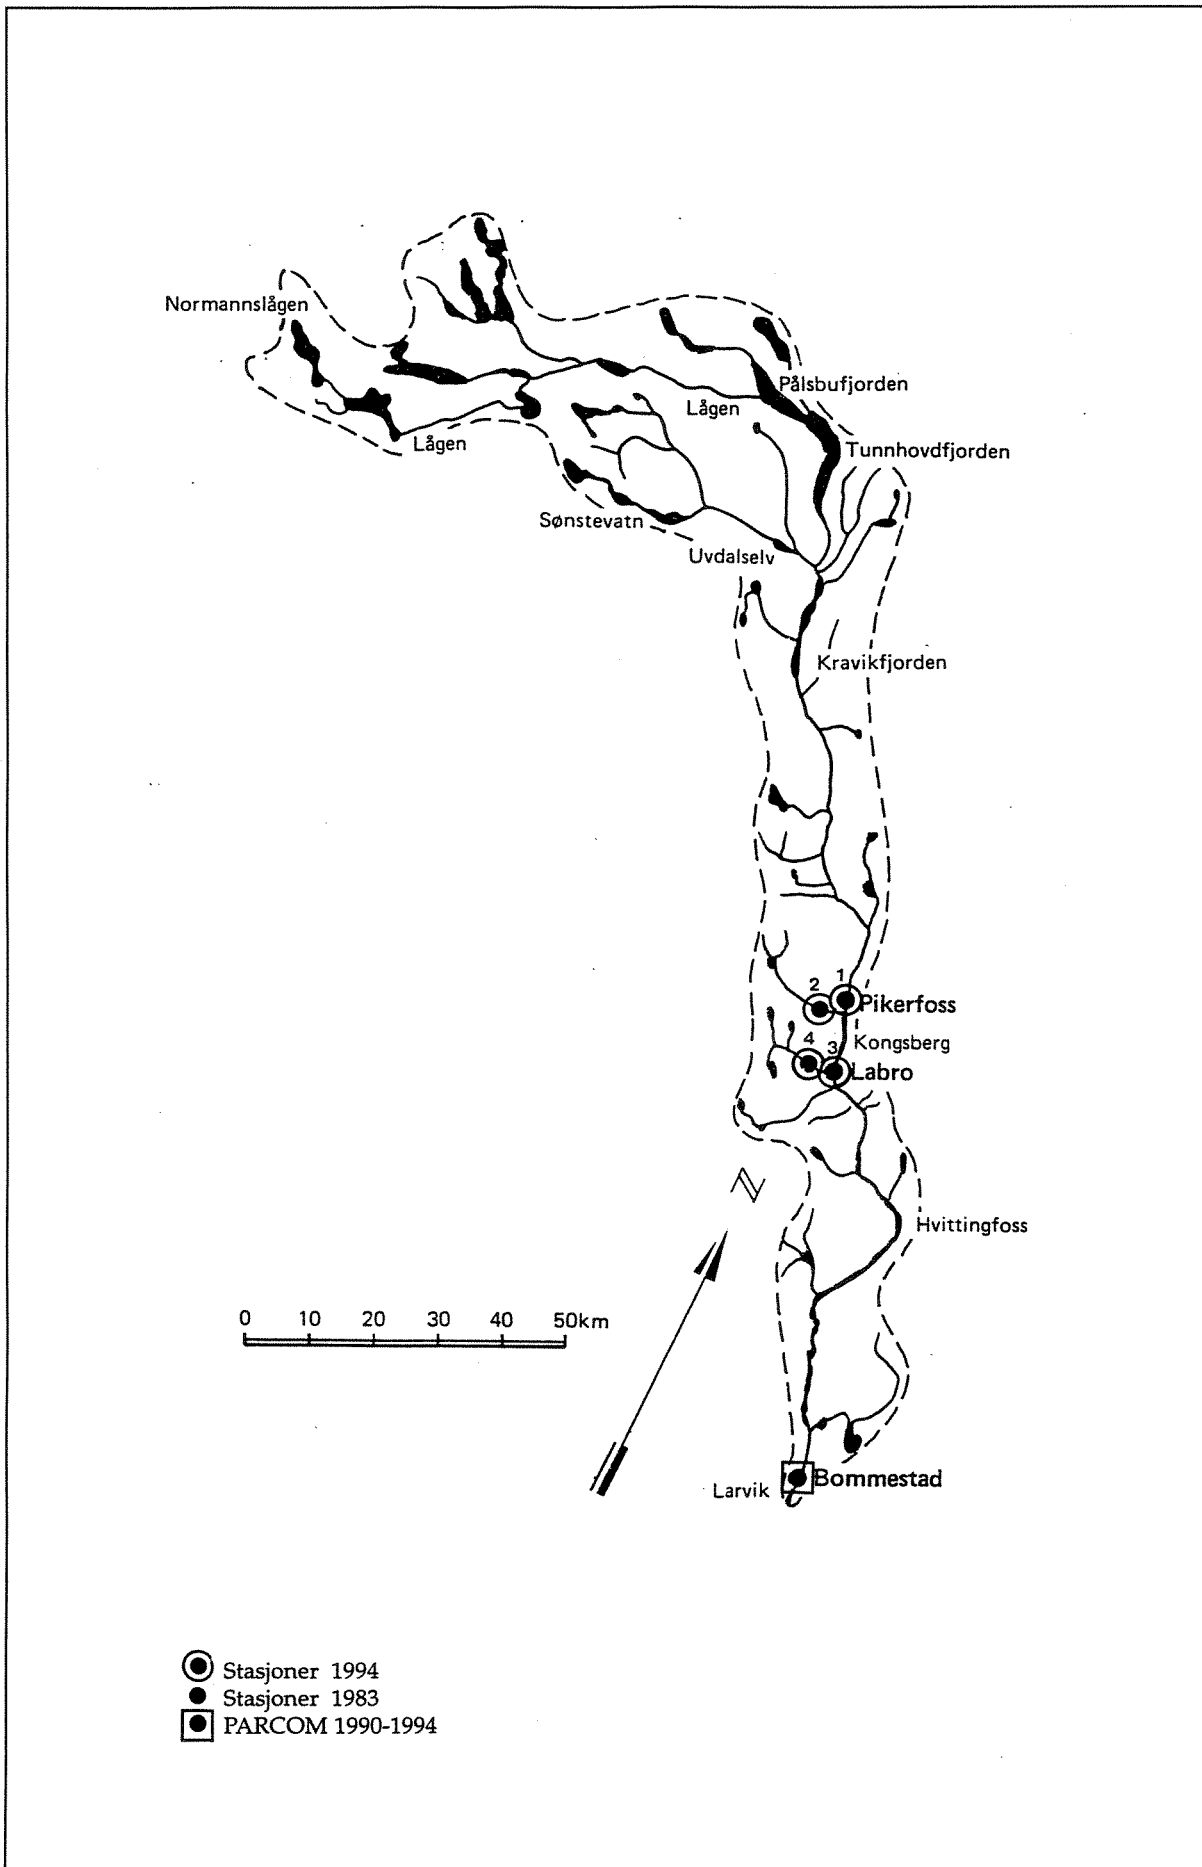 Normannslågen
Pålsbufjorden
Lågen
Lågen
Tunnhovdfjorden
Sønstevatn
Uvdalselv
Kravikfjorden
1
2
Pikerfoss
Kongsberg
4
3
Labro
N
Hvittingfoss
0 10 20 30 40 50km
Larvik
Bommestad
Stasjoner 1994
Stasjoner 1983
PARCOM 1990-1994